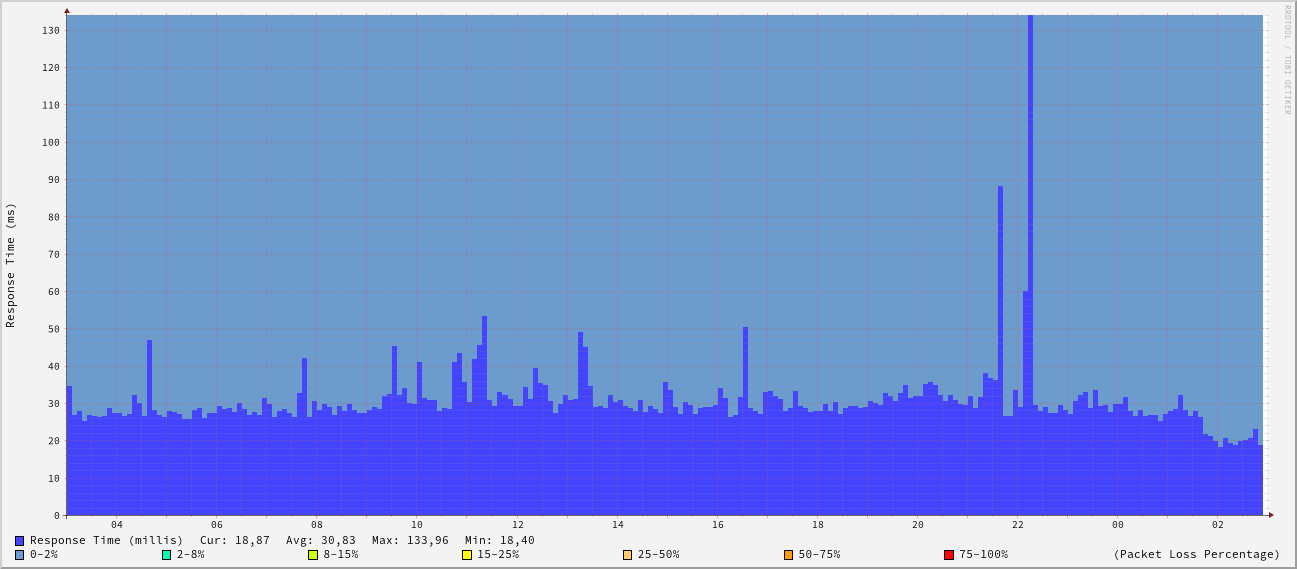 RRDTOOL / TOBI OETIKER
Response Time (ms)
130
120
110
100
90
80
70
60
50
40
30
20
10
0
04 06 08 10 12 14 16 18 20 22 00 02
Response Time (millis) Cur: 18,87 Avg: 30,83 Max: 133,96 Min: 18,40
0-2% 2-8% 8-15% 15-25% 25-50% 50-75% 75-100% (Packet Loss Percentage)